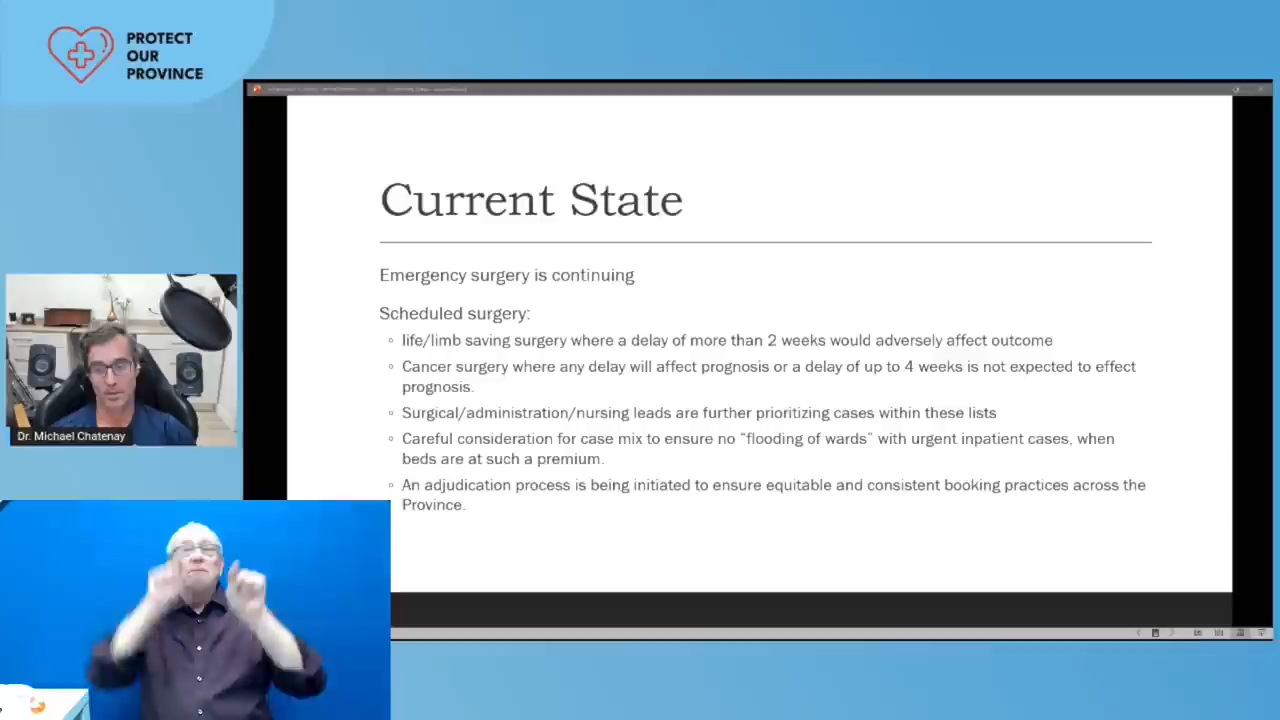 PROTECT
OUR
PROVINCE
Current State
Emergency surgery is continuing
Scheduled surgery:
life/limb saving surgery where a delay of more than 2 weeks would adversely affect outcome
Cancer surgery where any delay will affect prognosis or a delay of up to 4 weeks is not expected to effect
prognosis.
Surgical/administration/nursing leads are further prioritizing cases within these lists
Careful consideration for case mix to ensure no “flooding of wards” with urgent inpatient cases, when
beds are at such a premium.
An adjudication process is being initiated to ensure equitable and consistent booking practices across the
Province.
Dr. Michael Chatenay